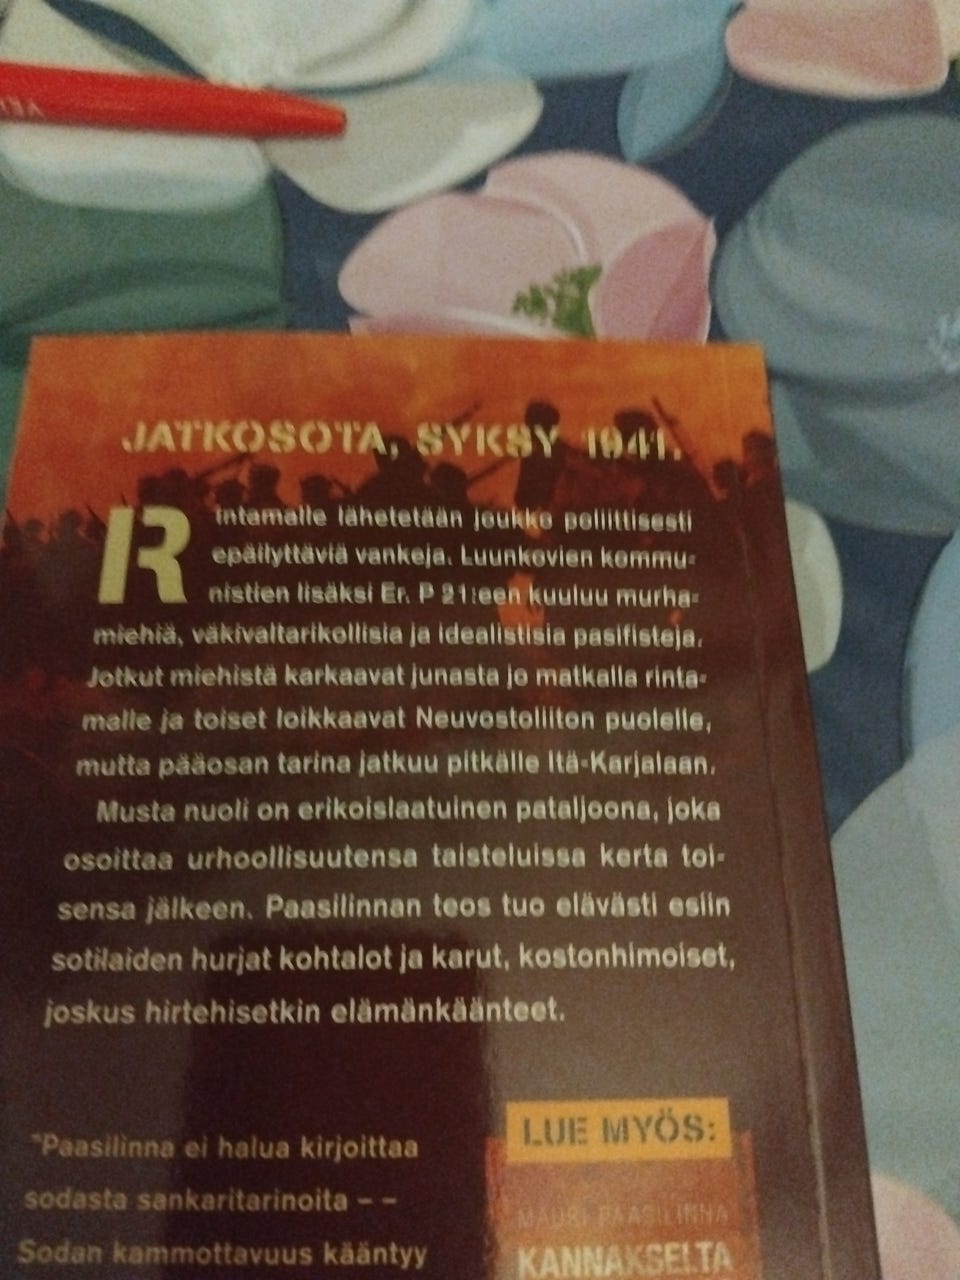 JATKOSOTA, SYKSY 1941.
Rintamalle lähetetään joukko poliittisesti
epäilyttäviä vankeja. Luunkovien kommu-
nistien lisäksi Er. P 21:een kuuluu murha-
miehiä, väkivaltarikollisia ja idealistisia pasifisteja.
Jotkut miehistä karkaavat junasta jo matkalla rinta-
malle ja toiset loikkaavat Neuvostoliiton puolelle,
mutta pääosan tarina jatkuu pitkälle Itä-Karjalaan.
Musta nuoli on erikoislaatuinen pataljoona, joka
osoittaa urhoollisuutensa taisteluissa kerta toi-
sensa jälkeen. Paasilinnan teos tuo elävästi esiin
sotilaiden hurjat kohtalot ja karut, kostonhimoiset,
joskus hirtehisetkin elämänkäänteet.
"Paasilinna ei halua kirjoittaa
sodasta sankaritarinoita – –
Sodan kammottavuus kääntyy
LUE MYÖS:
MAURI PAASILINNA
KANNAKSELTA